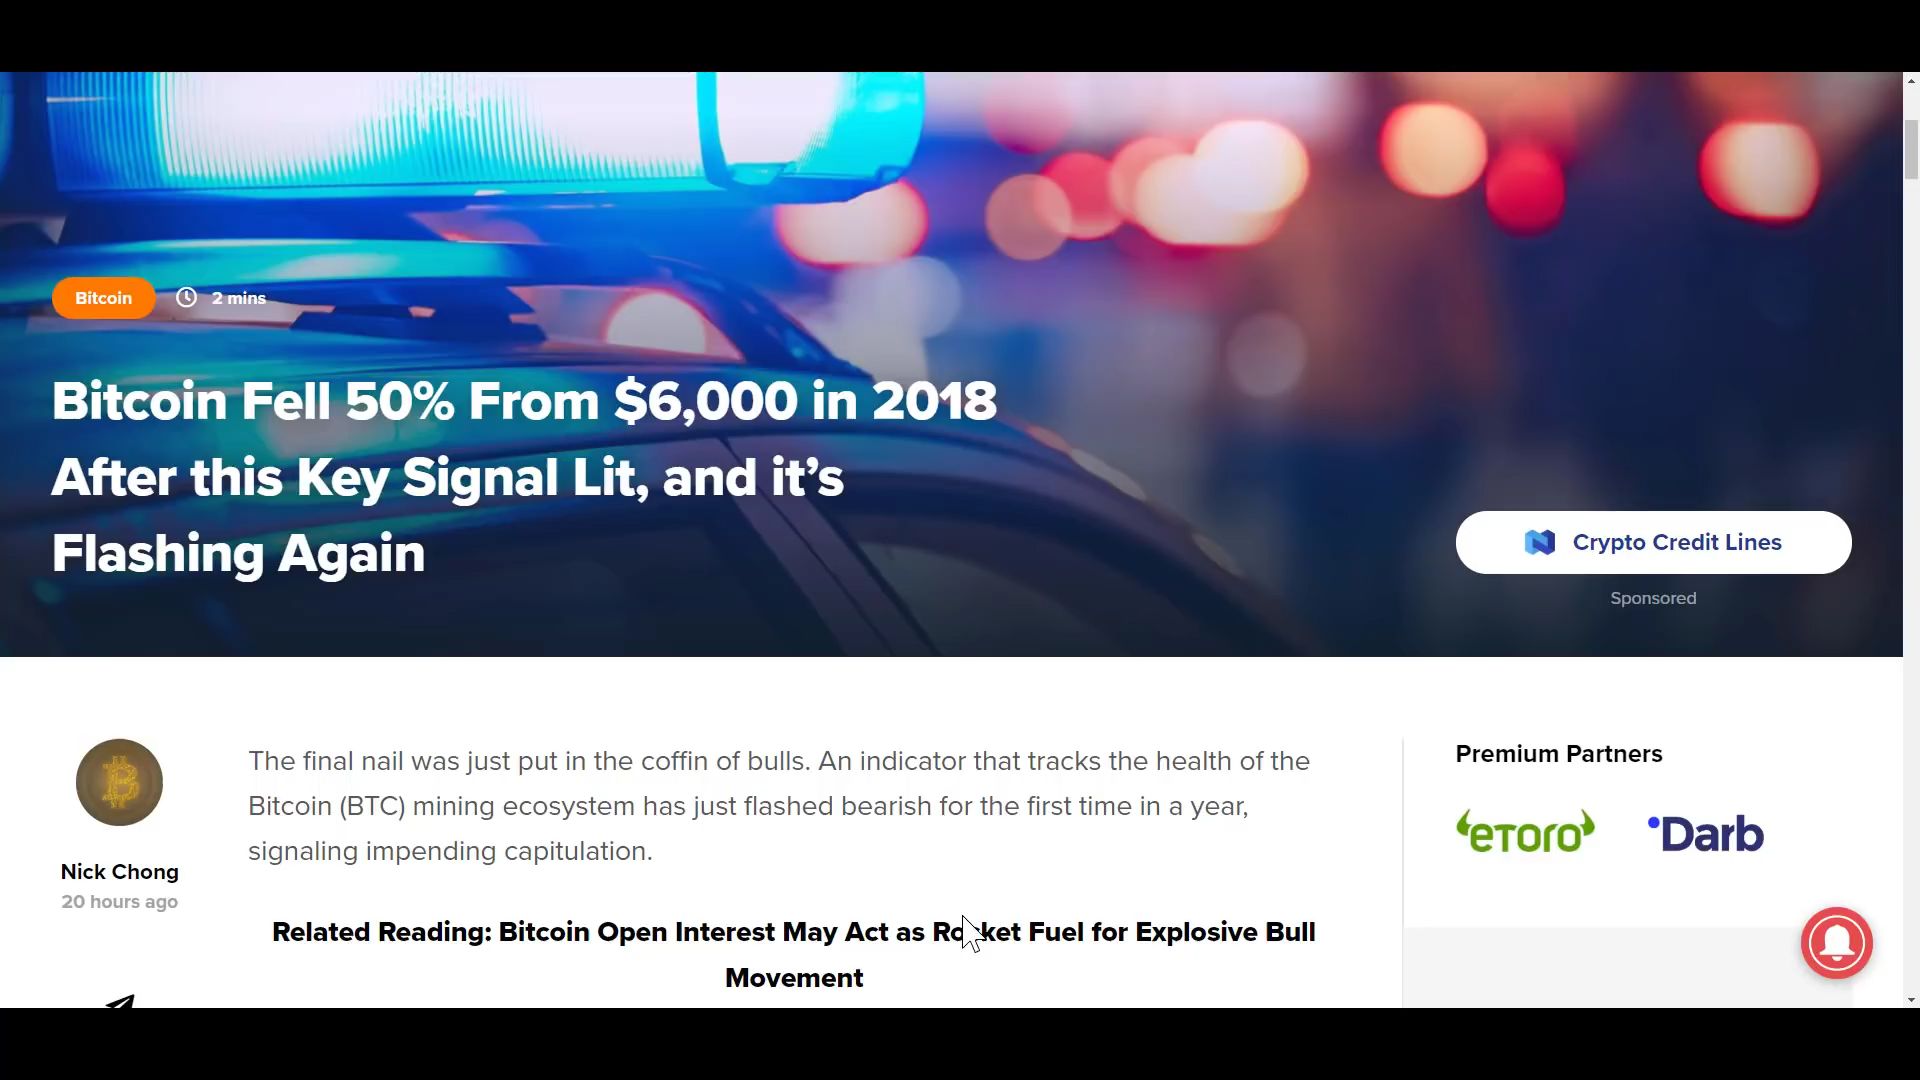 Bitcoin
2 mins
Bitcoin Fell 50% From $6,000 in 2018
After this Key Signal Lit, and it’s
Flashing Again
Crypto Credit Lines
Sponsored
Nick Chong
20 hours ago
The final nail was just put in the coffin of bulls. An indicator that tracks the health of the
Bitcoin (BTC) mining ecosystem has just flashed bearish for the first time in a year,
signaling impending capitulation.
Related Reading: Bitcoin Open Interest May Act as Rocket Fuel for Explosive Bull
Movement
Premium Partners
eToro
Darb